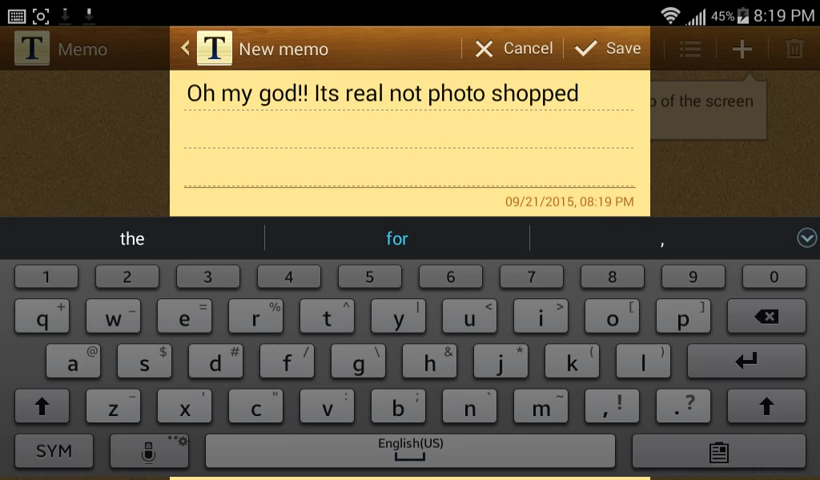 45% 8:19 PM
T Memo
T New memo Cancel Save
Oh my god!! Its real not photo shopped
of the screen
09/21/2015, 08:19 PM
the for ,
1 2 3 4 5 6 7 8 9 0
q + w _ e = r % t ^ y | u < i > o [ p ]
a @ s $ d # f / g \ h & j * k ( l )
z - x ' c " v : b ; n ` m ~ , ! . ?
SYM English(US)